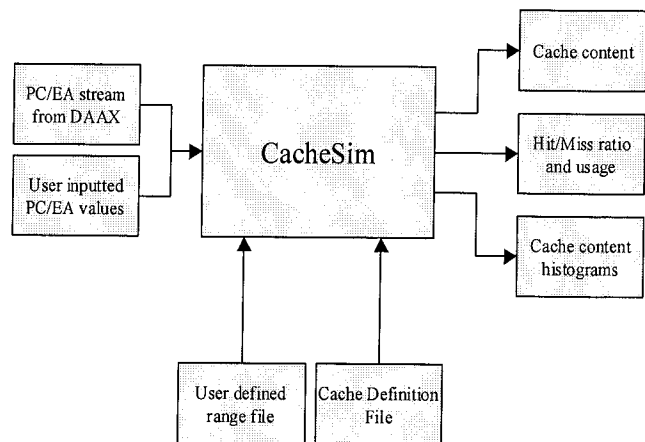 PC/EA stream
from DAAX
User inputted
PC/EA values
CacheSim
Cache content
Hit/Miss ratio
and usage
Cache content
histograms
User defined
range file
Cache Definition
File